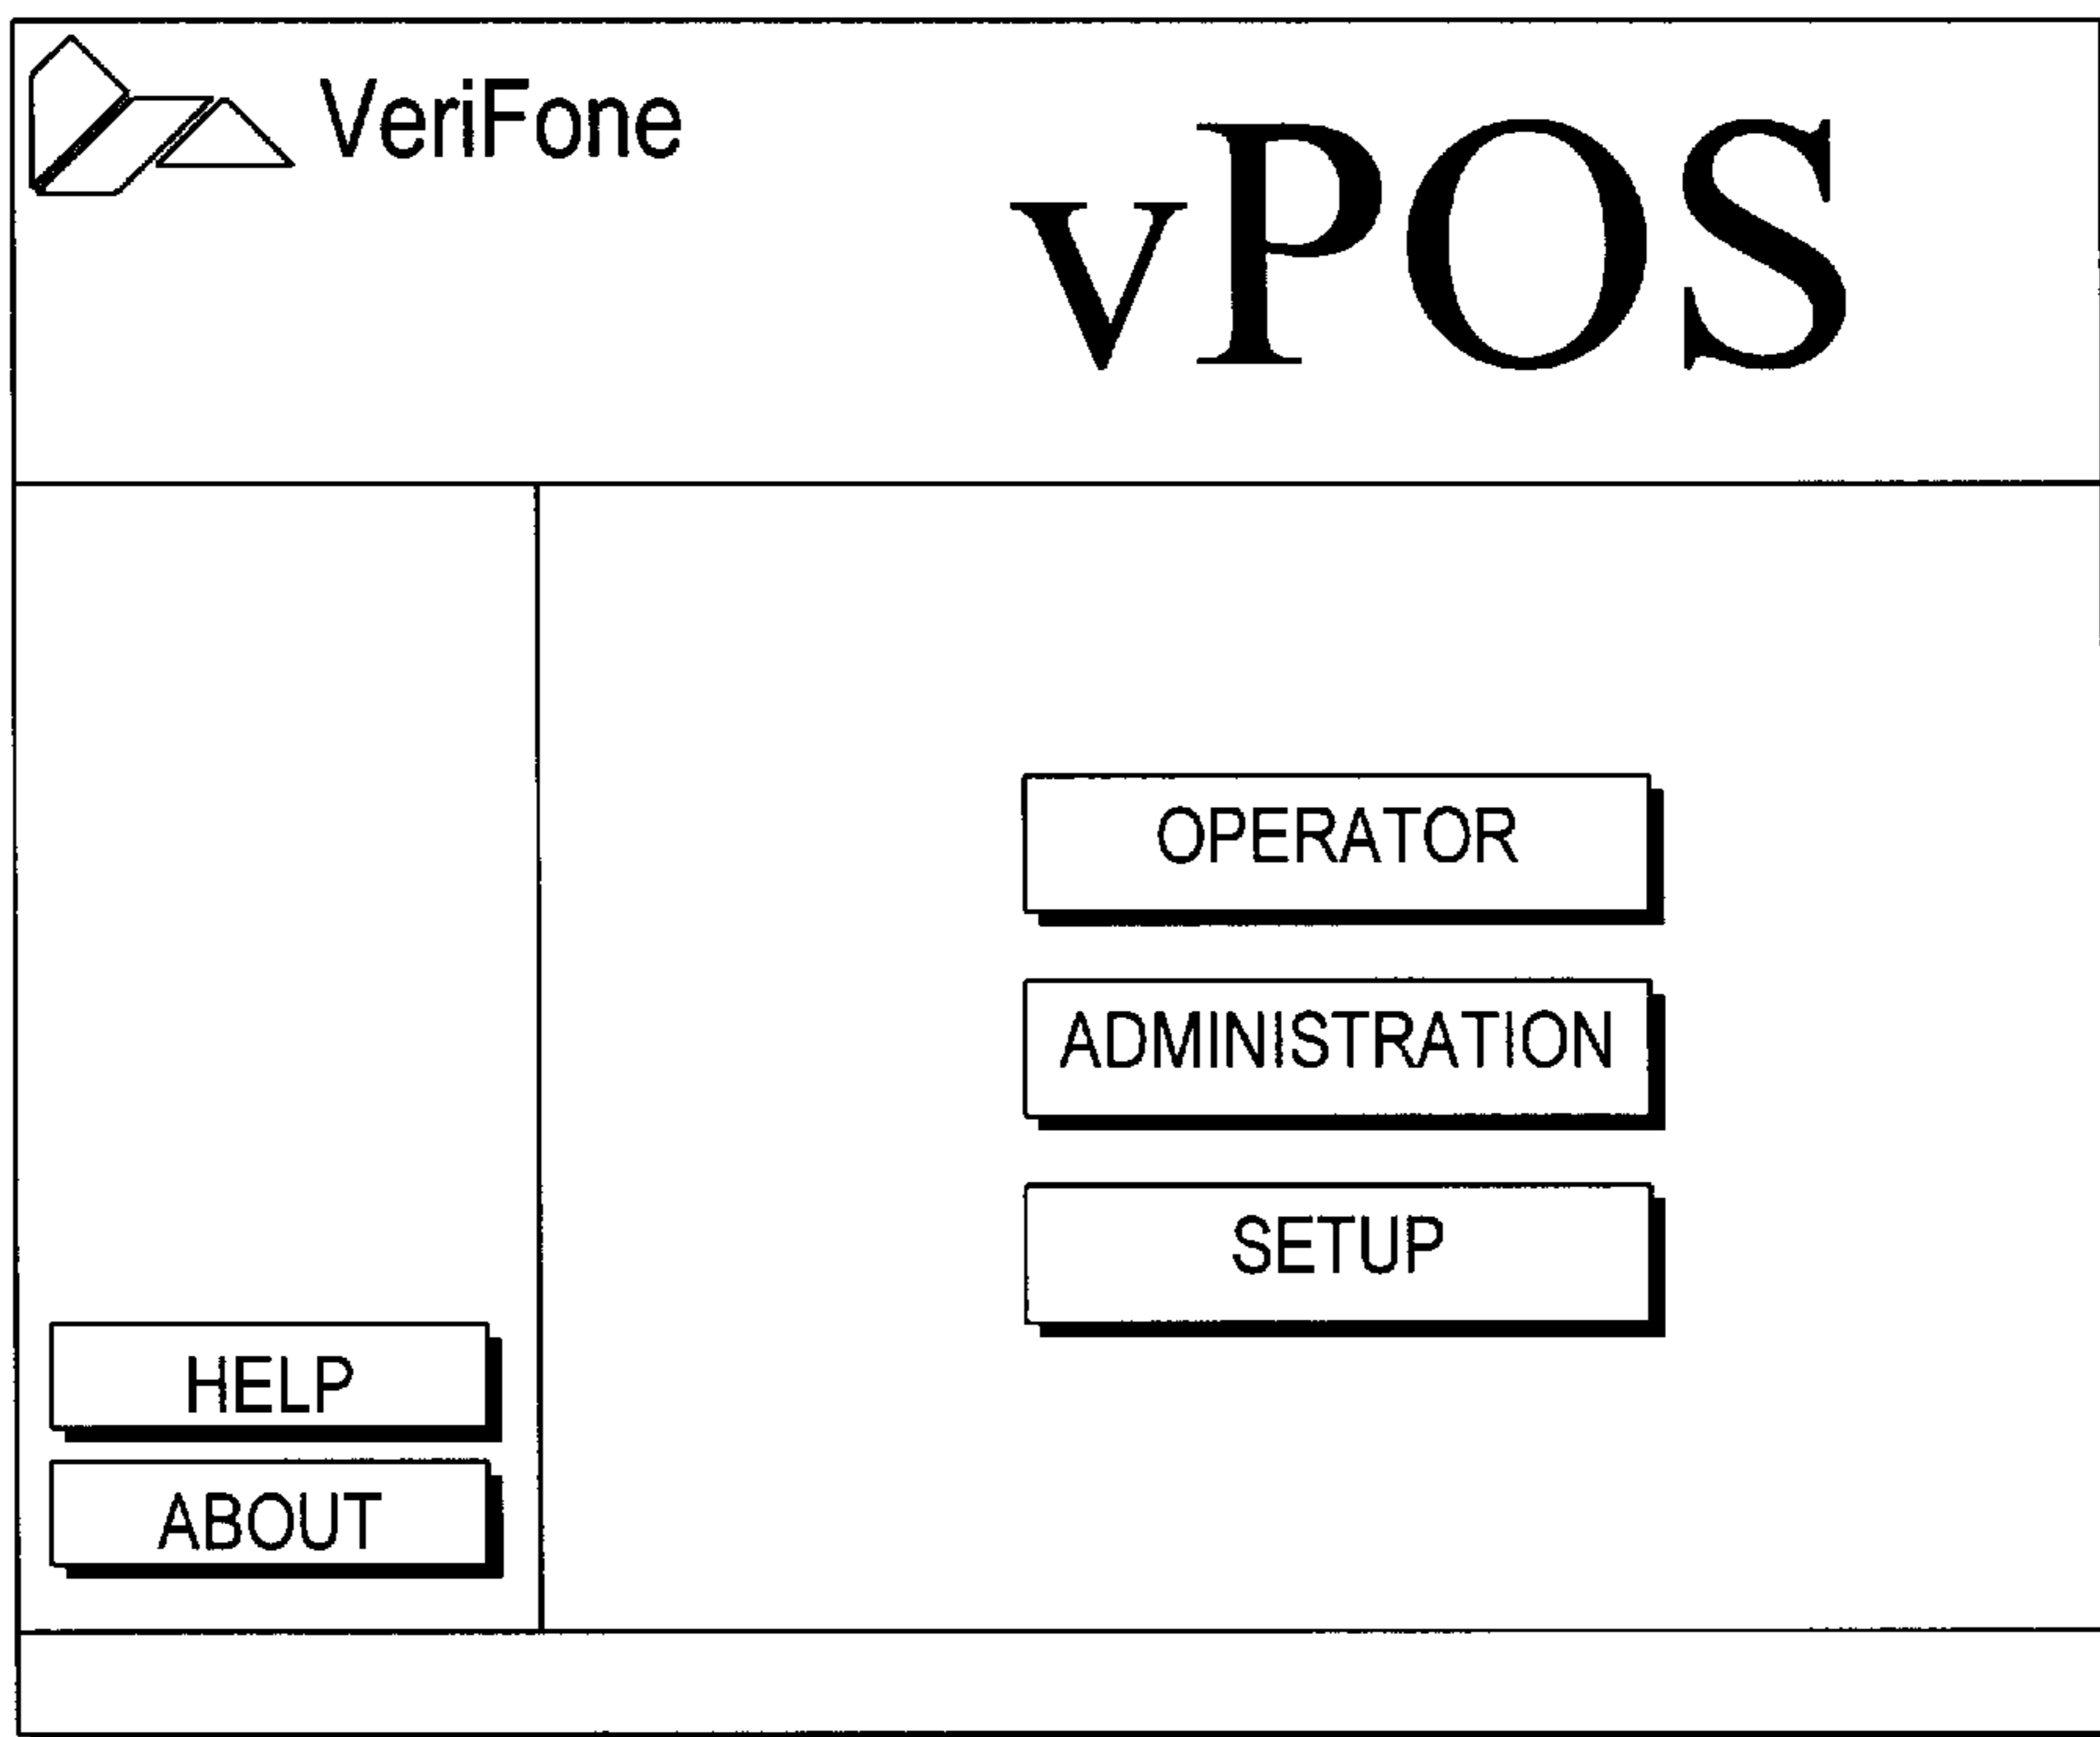 VeriFone
vPOS
OPERATOR
ADMINISTRATION
SETUP
HELP
ABOUT